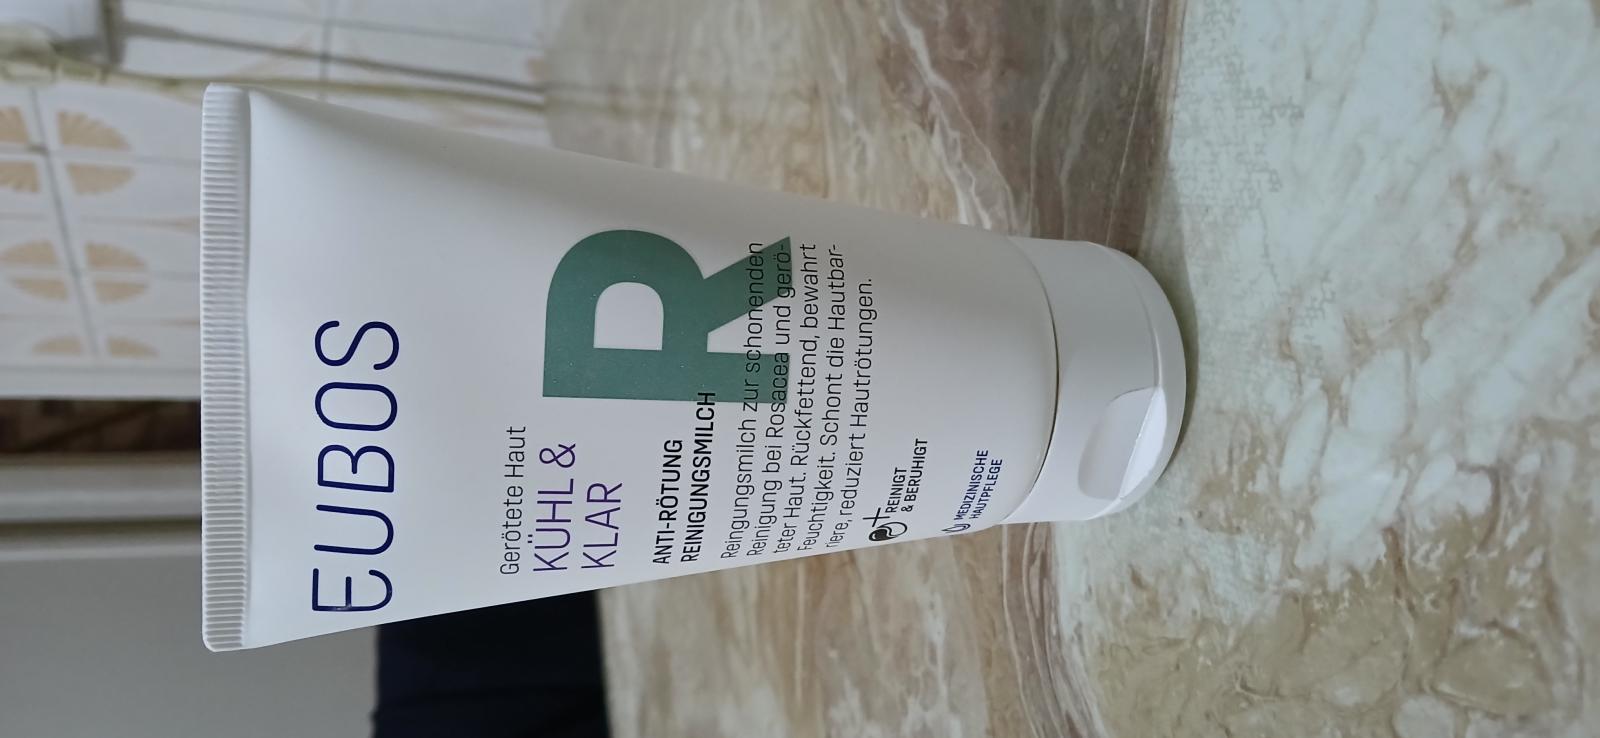 EUBOS
Gerötete Haut
KÜHL &
KLAR
R
ANTI-RÖTUNG
REINIGUNGSMILCH
Reinigungsmilch zur schonenden
Reinigung bei Rosacea und gerö-
teter Haut. Rückfettend, bewahrt
Feuchtigkeit. Schont die Hautbar-
riere, reduziert Hautrötungen.
REINIGT
& BERUHIGT
MEDIZINISCHE
HAUTPFLEGE